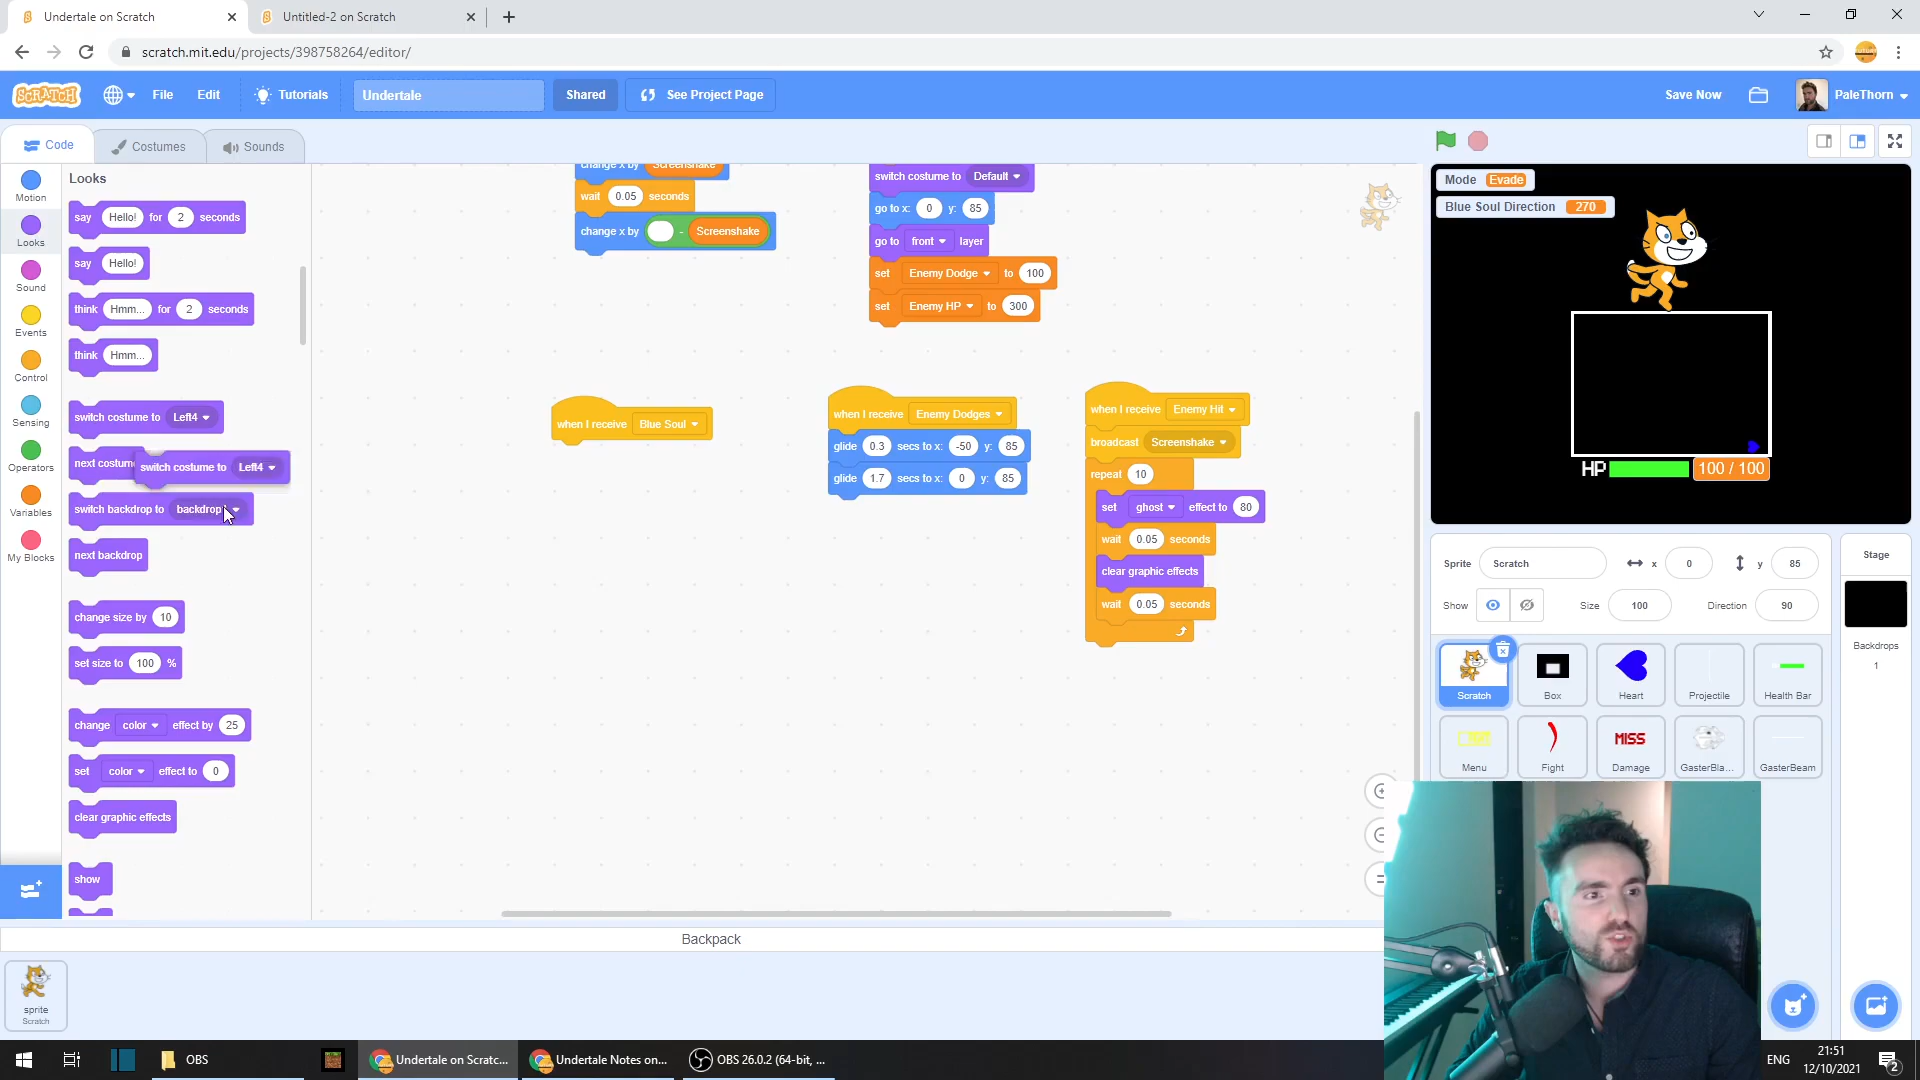 Undertale on Scratch
Untitled-2 on Scratch
scratch.mit.edu/projects/398758264/editor/
SCRATCH
File
Edit
Tutorials
Undertale
Shared
See Project Page
Save Now
PaleThorn
Code
Costumes
Sounds
Motion
Looks
Sound
Events
Control
Sensing
Operators
Variables
My Blocks
Looks
say Hello! for 2 seconds
say Hello!
think Hmm... for 2 seconds
think Hmm...
switch costume to Left4
next costum
switch costume to Left4
switch backdrop to backdrop
next backdrop
change size by 10
set size to 100 %
change color effect by 25
set color effect to 0
clear graphic effects
show
change x by Screenshake
wait 0.05 seconds
change x by - Screenshake
switch costume to Default
go to x: 0 y: 85
go to front layer
set Enemy Dodge to 100
set Enemy HP to 300
when I receive Blue Soul
when I receive Enemy Dodges
glide 0.3 secs to x: -50 y: 85
glide 1.7 secs to x: 0 y: 85
when I receive Enemy Hit
broadcast Screenshake
repeat 10
set ghost effect to 80
wait 0.05 seconds
clear graphic effects
wait 0.05 seconds
Mode Evade
Blue Soul Direction 270
HP 100 / 100
Sprite Scratch x 0 y 85
Show Size 100 Direction 90
Stage
Backdrops
1
Scratch
Box
Heart
Projectile
Health Bar
Menu
Fight
MISS
Damage
GasterBla...
GasterBeam
Backpack
sprite
Scratch
OBS
Undertale on Scratc...
Undertale Notes on...
OBS 26.0.2 (64-bit, ...
ENG
21:51
12/10/2021
2